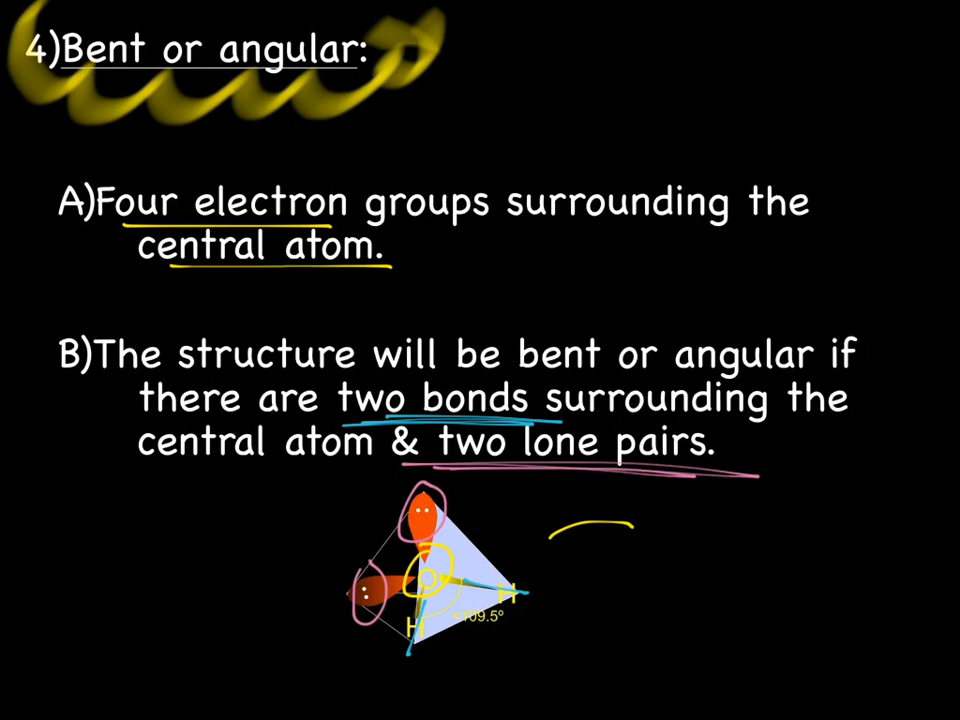 4)Bent or angular:
A)Four electron groups surrounding the
central atom.
B)The structure will be bent or angular if
there are two bonds surrounding the
central atom & two lone pairs.
O
H
H
<109.5º